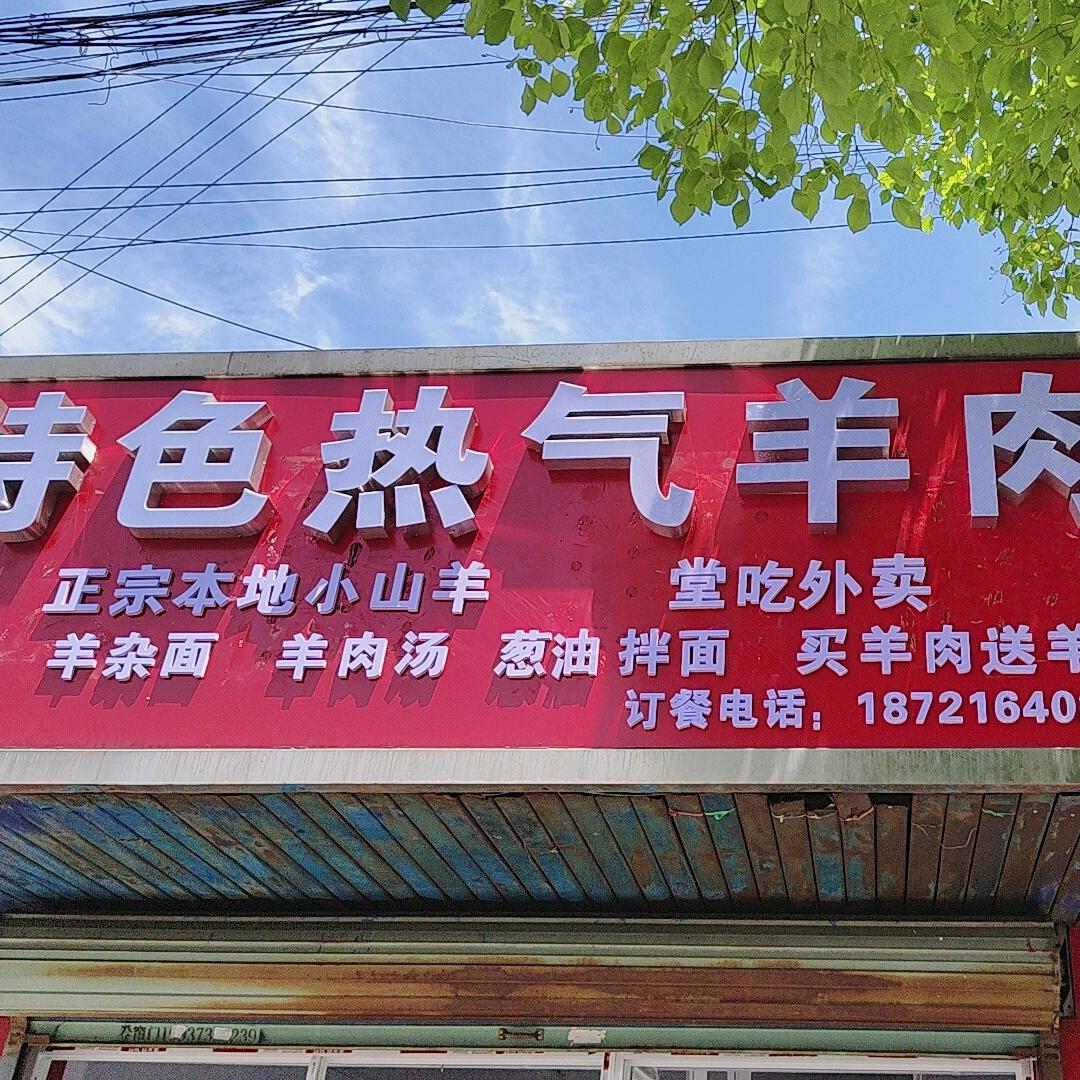 特色热气羊肉
正宗本地小山羊 堂吃外卖
羊杂面 羊肉汤 葱油拌面 买羊肉送羊
订餐电话：18721640